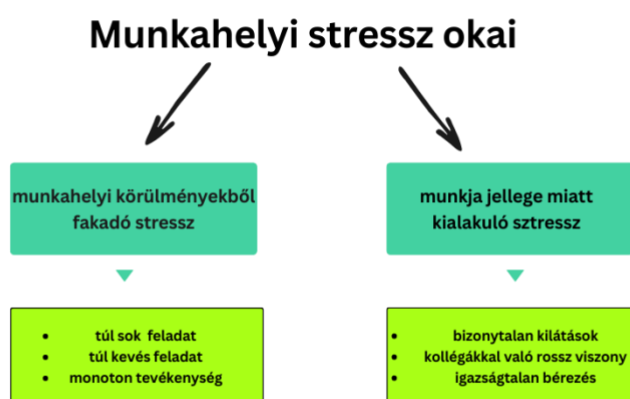 Munkahelyi stressz okai
munkahelyi körülményekből
fakadó stressz
túl sok feladat
túl kevés feladat
monoton tevékenység
munkja jellege miatt
kialakuló sztressz
bizonytalan kilátások
kollégákkal való rossz viszony
igazságtalan bérezés